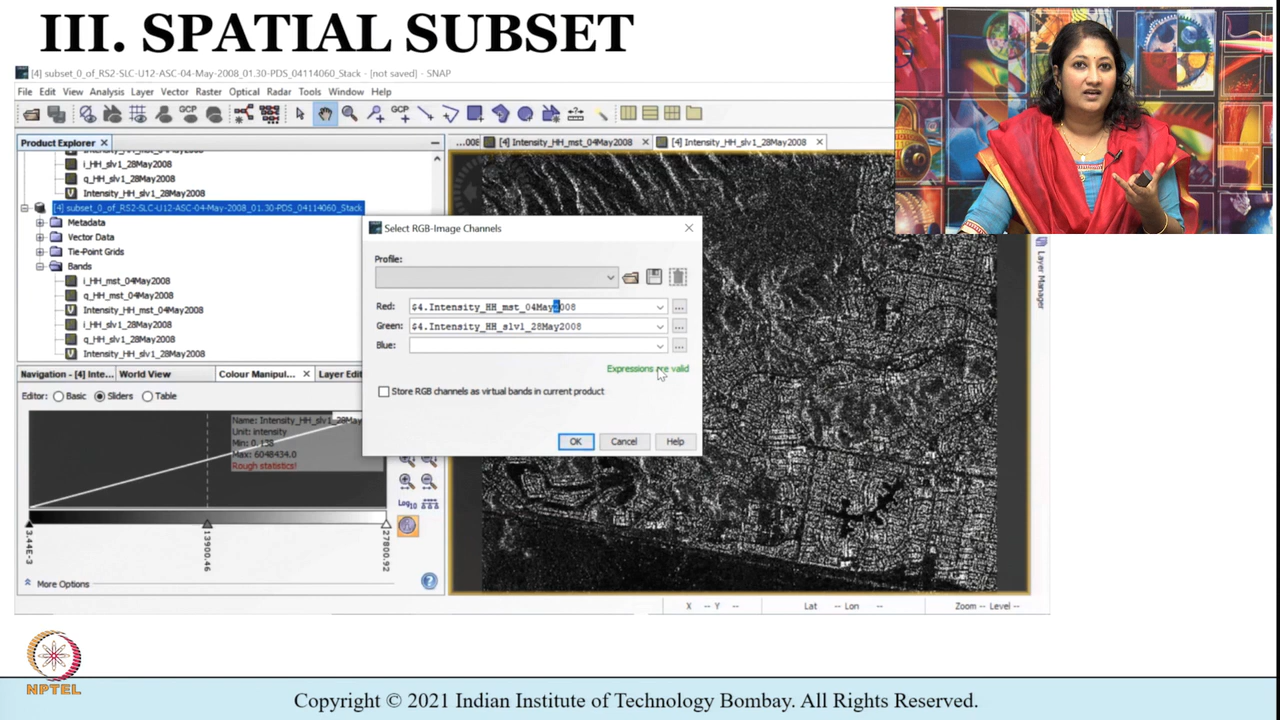 III. SPATIAL SUBSET
[4] subset_0_of_RS2-SLC-U12-ASC-04-May-2008_01.30-PDS_04114060_Stack - [not saved] - SNAP
File Edit View Analysis Layer Vector Raster Optical Radar Tools Window Help
GCP GCP
Product Explorer
...008 [4] Intensity_HH_mst_04May2008 [4] Intensity_HH_slv1_28May2008
i_HH_slv1_28May2008
q_HH_slv1_28May2008
Intensity_HH_slv1_28May2008
[4] subset_0_of_RS2-SLC-U12-ASC-04-May-2008_01.30-PDS_04114060_Stack
Metadata
Vector Data
Tie-Point Grids
Bands
i_HH_mst_04May2008
q_HH_mst_04May2008
Intensity_HH_mst_04May2008
i_HH_slv1_28May2008
q_HH_slv1_28May2008
Intensity_HH_slv1_28May2008
Select RGB-Image Channels
Profile:
Red: $4.Intensity_HH_mst_04May2008
Green: $4.Intensity_HH_slv1_28May2008
Blue:
Expressions are valid
Store RGB channels as virtual bands in current product
OK Cancel Help
Layer Manager
Navigation - [4] Inte... World View Colour Manipul... Layer Edit
Editor: Basic Sliders Table
Name: Intensity_HH_slv1_28May
Unit: intensity
Min: 0.138
Max: 6048434.0
Rough statistics!
Log10
3.44E-3
13900.46
27800.92
More Options
X -- Y -- Lat -- Lon -- Zoom -- Level --
NPTEL
Copyright © 2021 Indian Institute of Technology Bombay. All Rights Reserved.